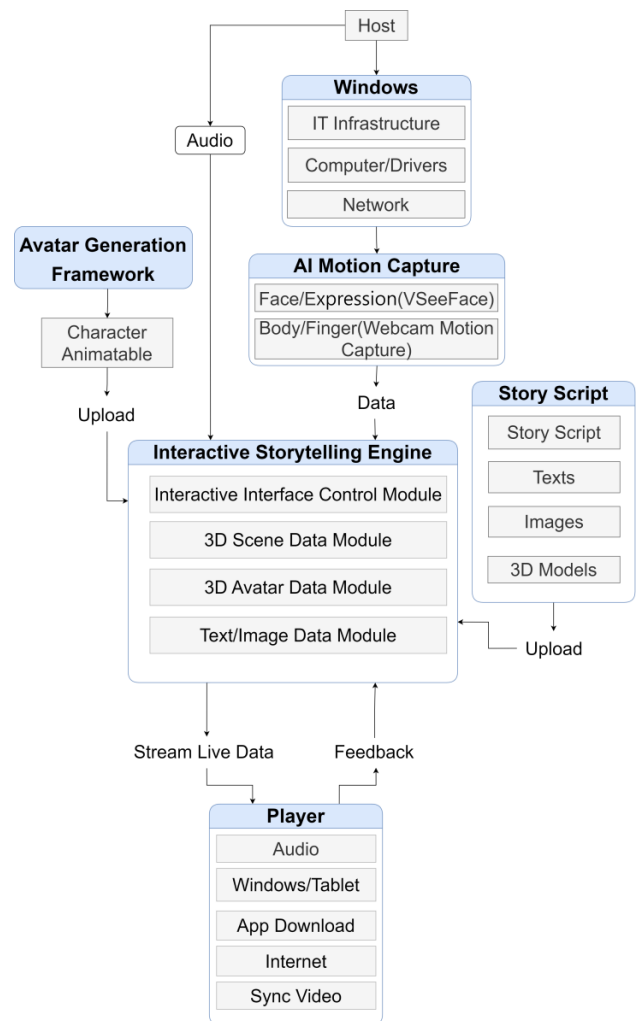 Host
Windows
IT Infrastructure
Computer/Drivers
Network
Audio
Avatar Generation
Framework
Character
Animatable
Upload
AI Motion Capture
Face/Expression(VSeeFace)
Body/Finger(Webcam Motion
Capture)
Data
Story Script
Story Script
Texts
Images
3D Models
Upload
Interactive Storytelling Engine
Interactive Interface Control Module
3D Scene Data Module
3D Avatar Data Module
Text/Image Data Module
Stream Live Data
Feedback
Player
Audio
Windows/Tablet
App Download
Internet
Sync Video